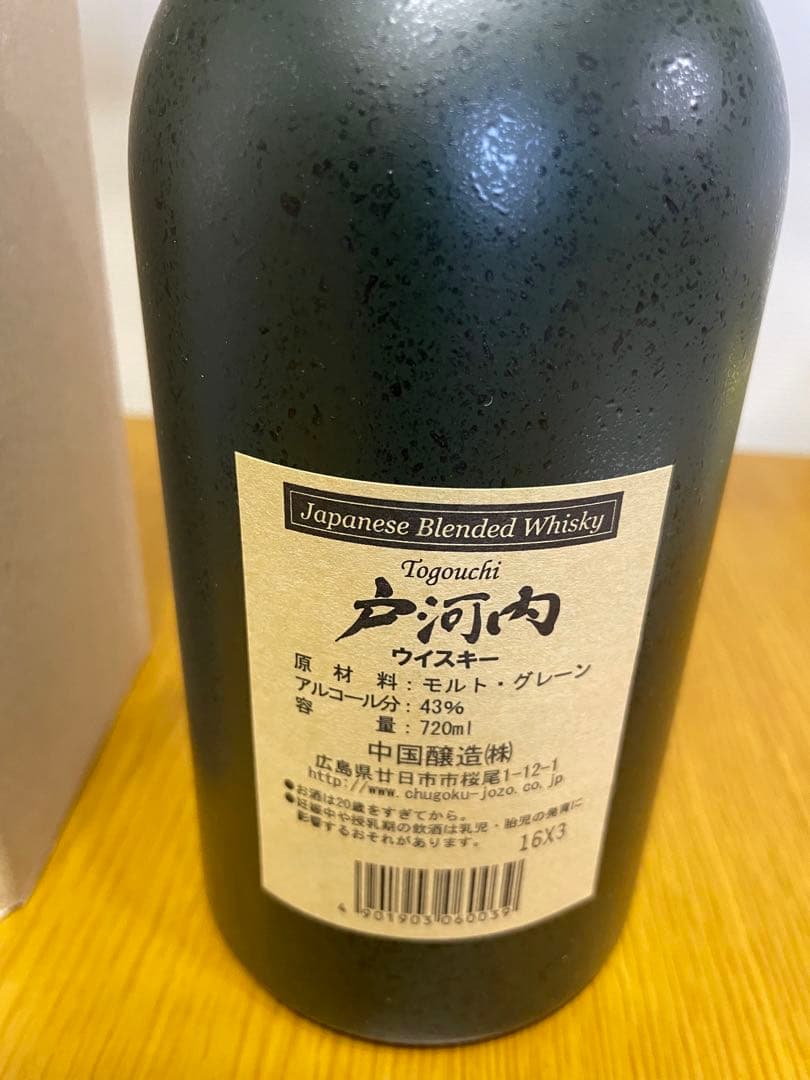 Japanese Blended Whisky
Togouchi
戸河内
ウイスキー
原材料：モルト・グレーン
アルコール分：43%
容量：720ml
中国醸造㈱
広島県廿日市市桜尾1-12-1
http://www.chugoku-jozo.co.jp
●お酒は20歳をすぎてから。
●妊娠中や授乳期の飲酒は乳児・胎児の発育に
影響するおそれがあります。
16X3
4 901903 060039